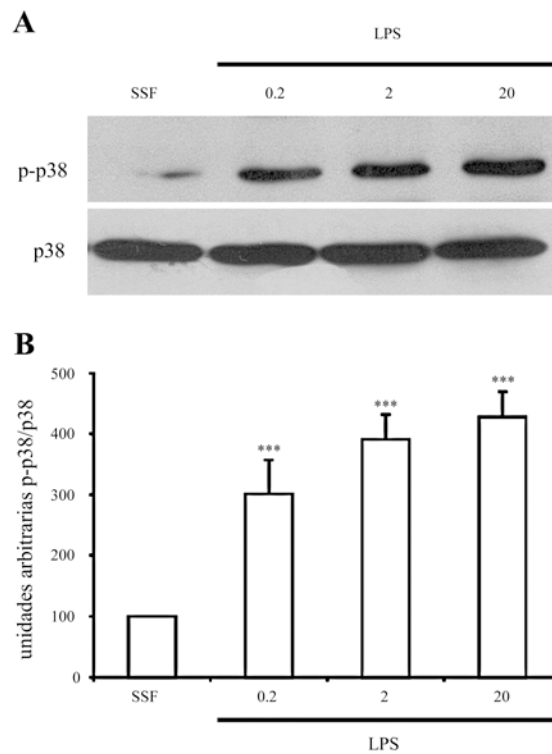 A
LPS
SSF 0.2 2 20
p-p38
p38
B
unidades arbitrarias p-p38/p38
500
400
300
200
100
0
***
***
***
SSF 0.2 2 20
LPS